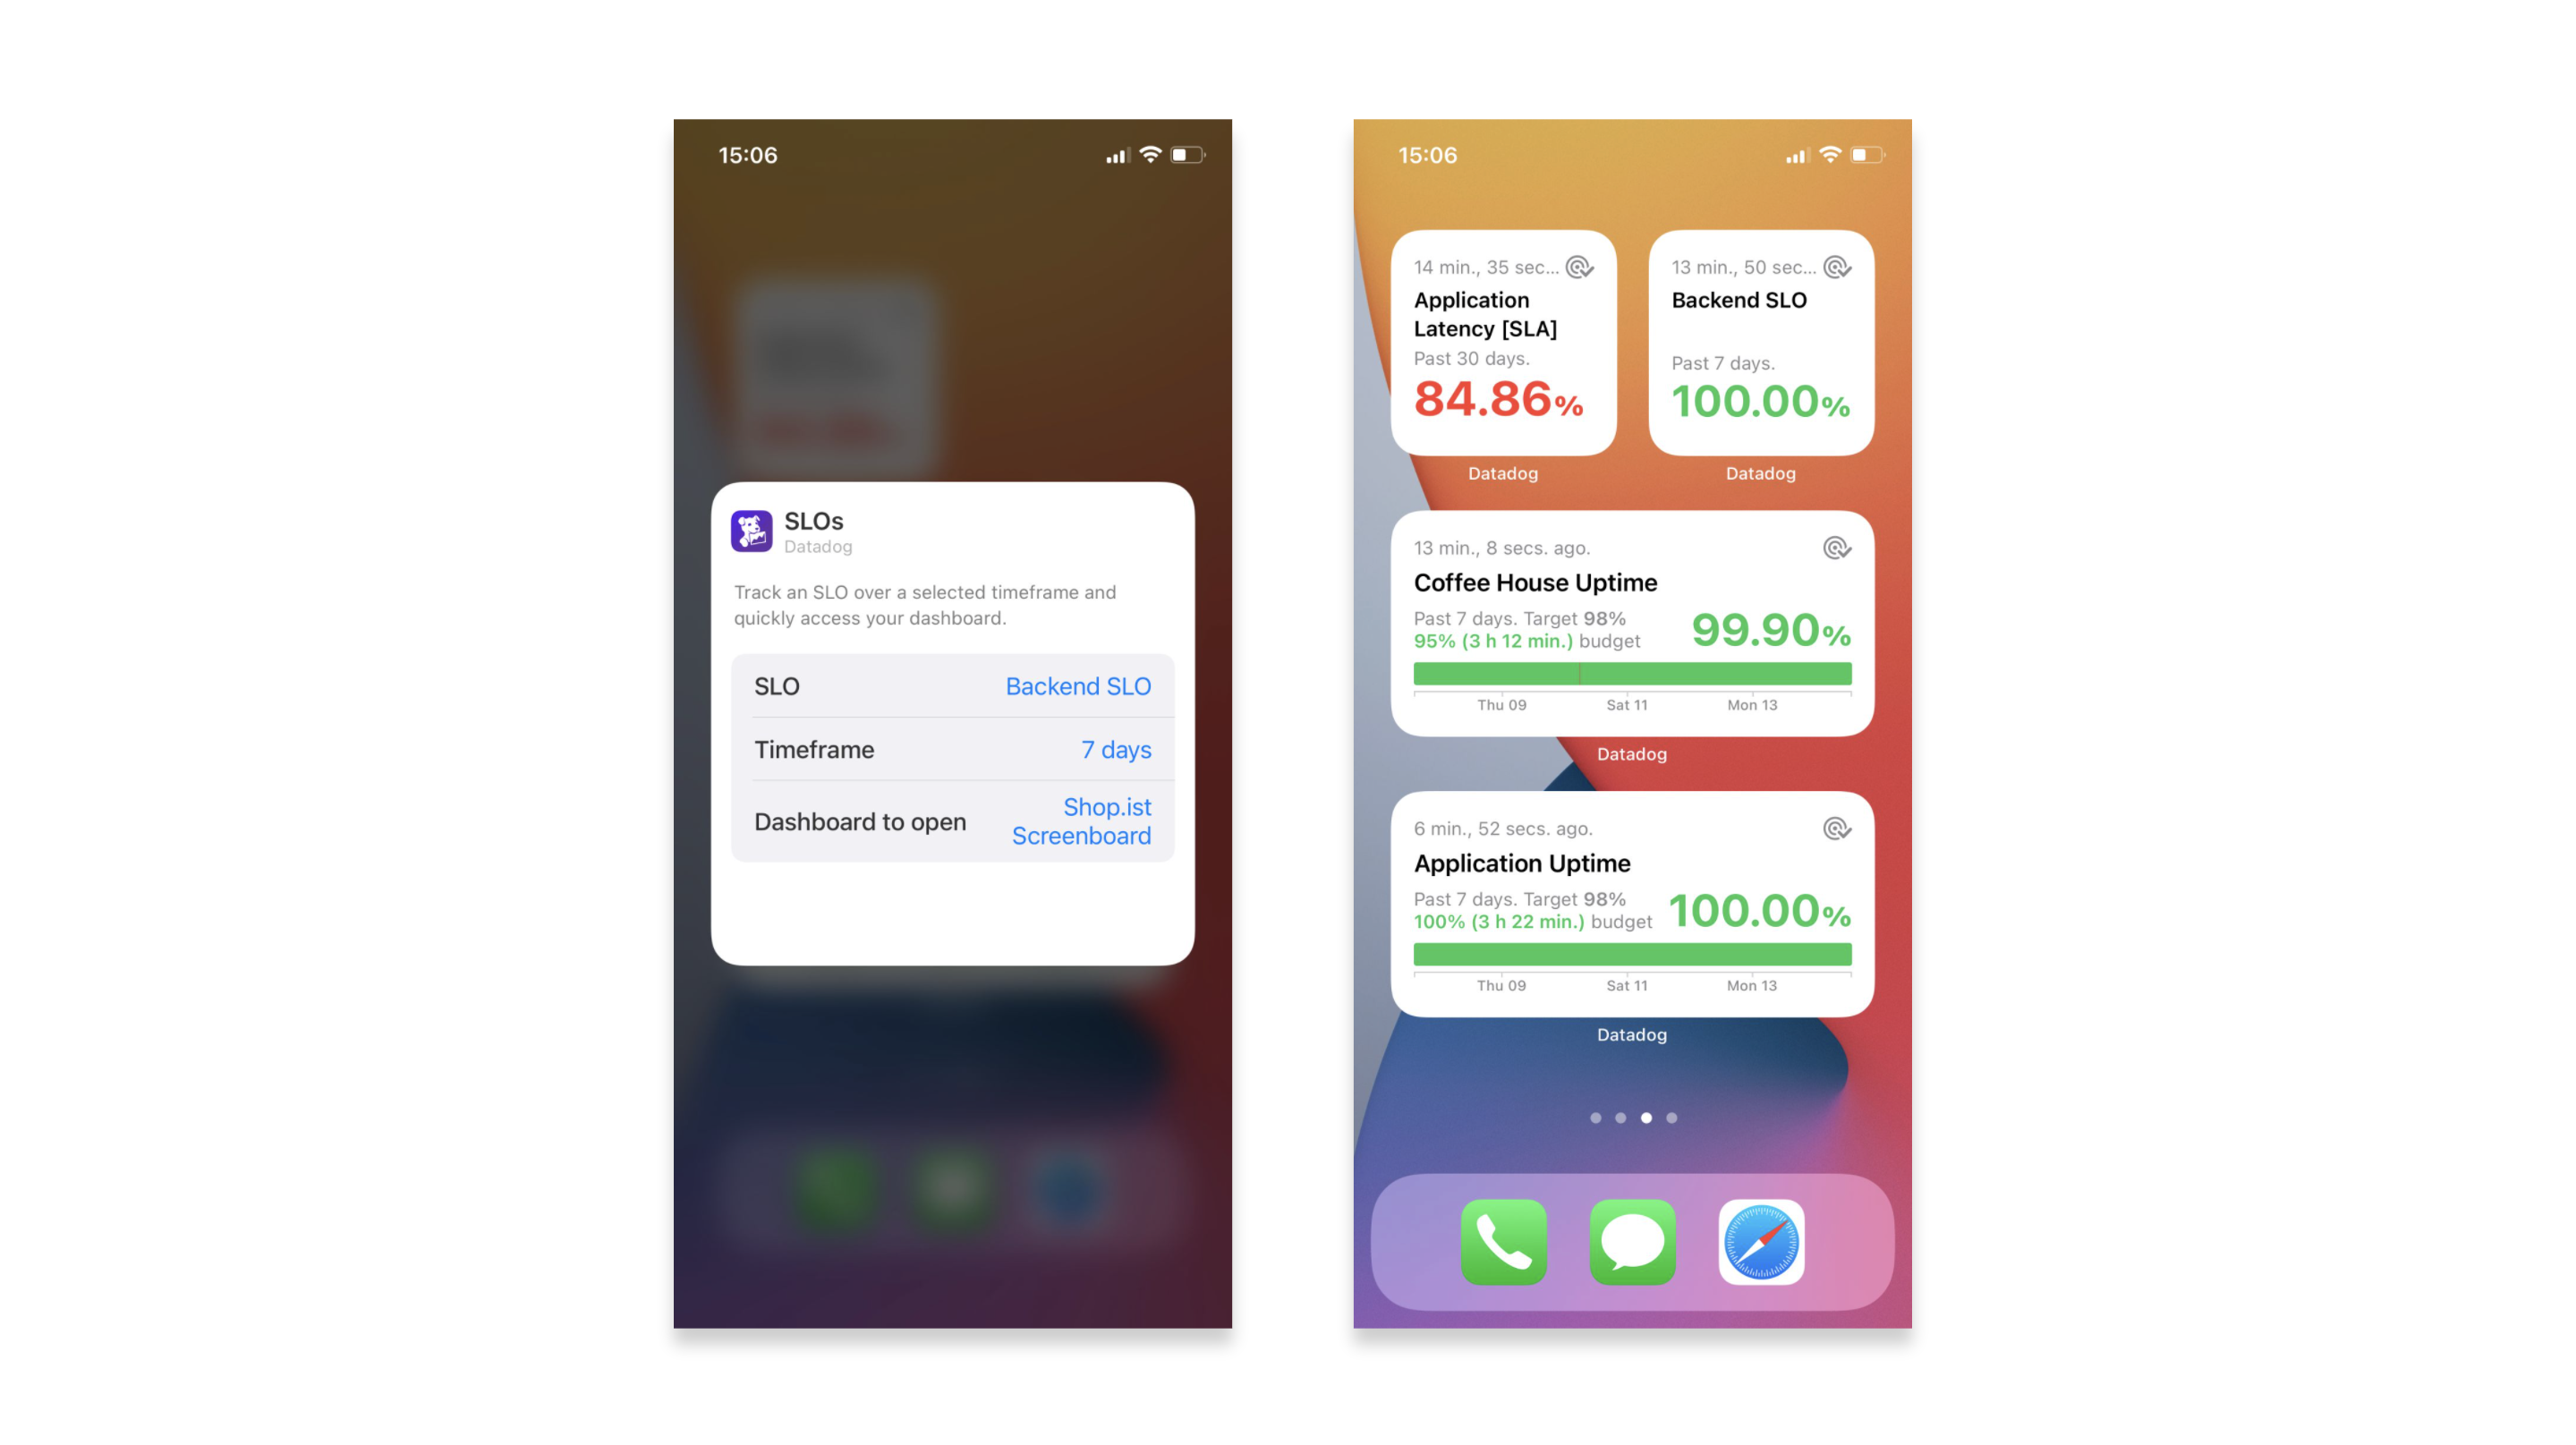 15:06
SLOs
Datadog
Track an SLO over a selected timeframe and
quickly access your dashboard.
SLO
Backend SLO
Timeframe
7 days
Dashboard to open
Shop.ist
Screenboard
15:06
14 min., 35 sec...
Application
Latency [SLA]
Past 30 days.
84.86%
Datadog
13 min., 50 sec...
Backend SLO
Past 7 days.
100.00%
Datadog
13 min., 8 secs. ago.
Coffee House Uptime
Past 7 days. Target 98%
95% (3 h 12 min.) budget
99.90%
Thu 09
Sat 11
Mon 13
Datadog
6 min., 52 secs. ago.
Application Uptime
Past 7 days. Target 98%
100% (3 h 22 min.) budget
100.00%
Thu 09
Sat 11
Mon 13
Datadog